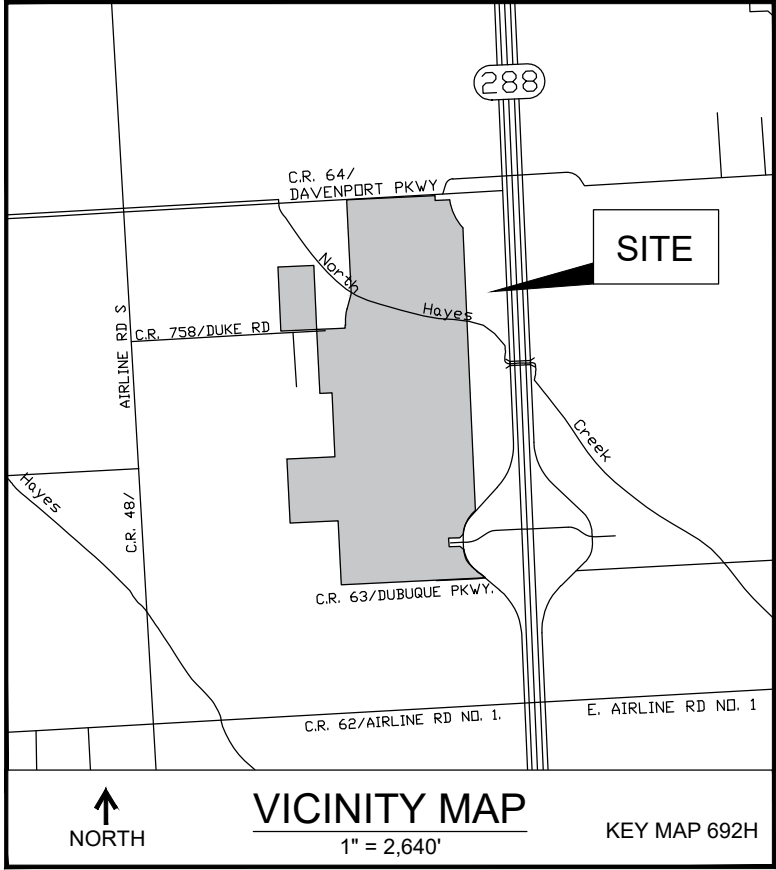 288
C.R. 64/
DAVENPORT PKWY
SITE
North
Hayes
C.R. 758/DUKE RD
AIRLINE RD S
C.R. 48/
Creek
Hayes
C.R. 63/DUBUQUE PKWY.
C.R. 62/AIRLINE RD NO. 1.
E. AIRLINE RD NO. 1
NORTH
VICINITY MAP
1" = 2,640'
KEY MAP 692H